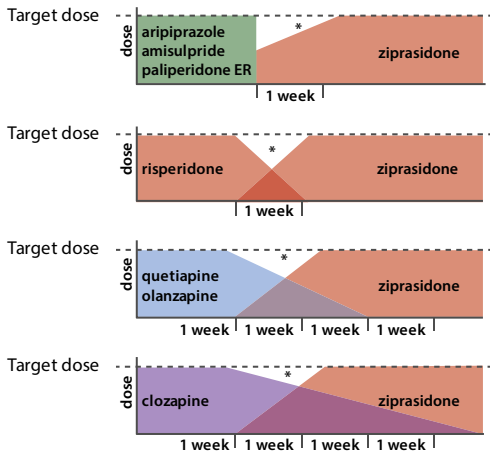 Target dose
dose
aripiprazole
amisulpride
paliperidone ER
*
ziprasidone
1 week
Target dose
dose
risperidone
*
ziprasidone
1 week
Target dose
dose
quetiapine
olanzapine
*
ziprasidone
1 week 1 week 1 week 1 week
Target dose
dose
clozapine
*
ziprasidone
1 week 1 week 1 week 1 week